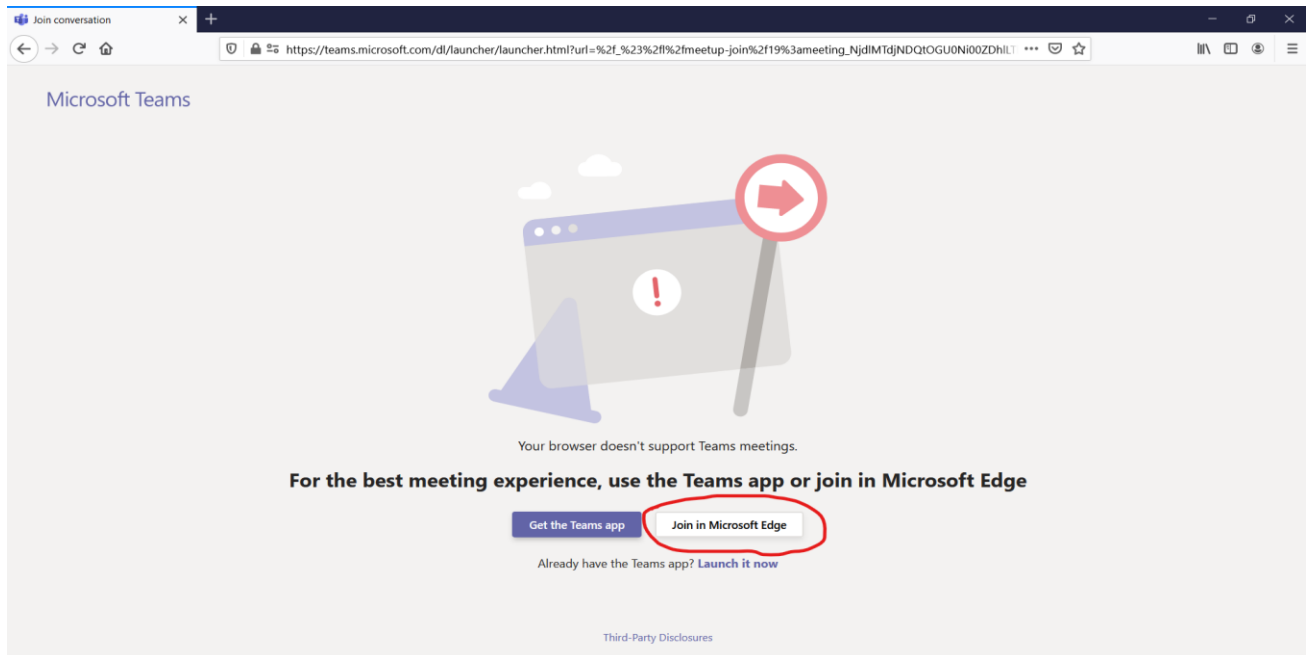 Join conversation
https://teams.microsoft.com/dl/launcher/launcher.html?url=%2f_%23%2fl%2fmeetup-join%2f19%3ameeting_NjdlMTdjNDQtOGU0Ni00ZDhlLT
Microsoft Teams
Your browser doesn't support Teams meetings.
For the best meeting experience, use the Teams app or join in Microsoft Edge
Get the Teams app Join in Microsoft Edge
Already have the Teams app? Launch it now
Third-Party Disclosures